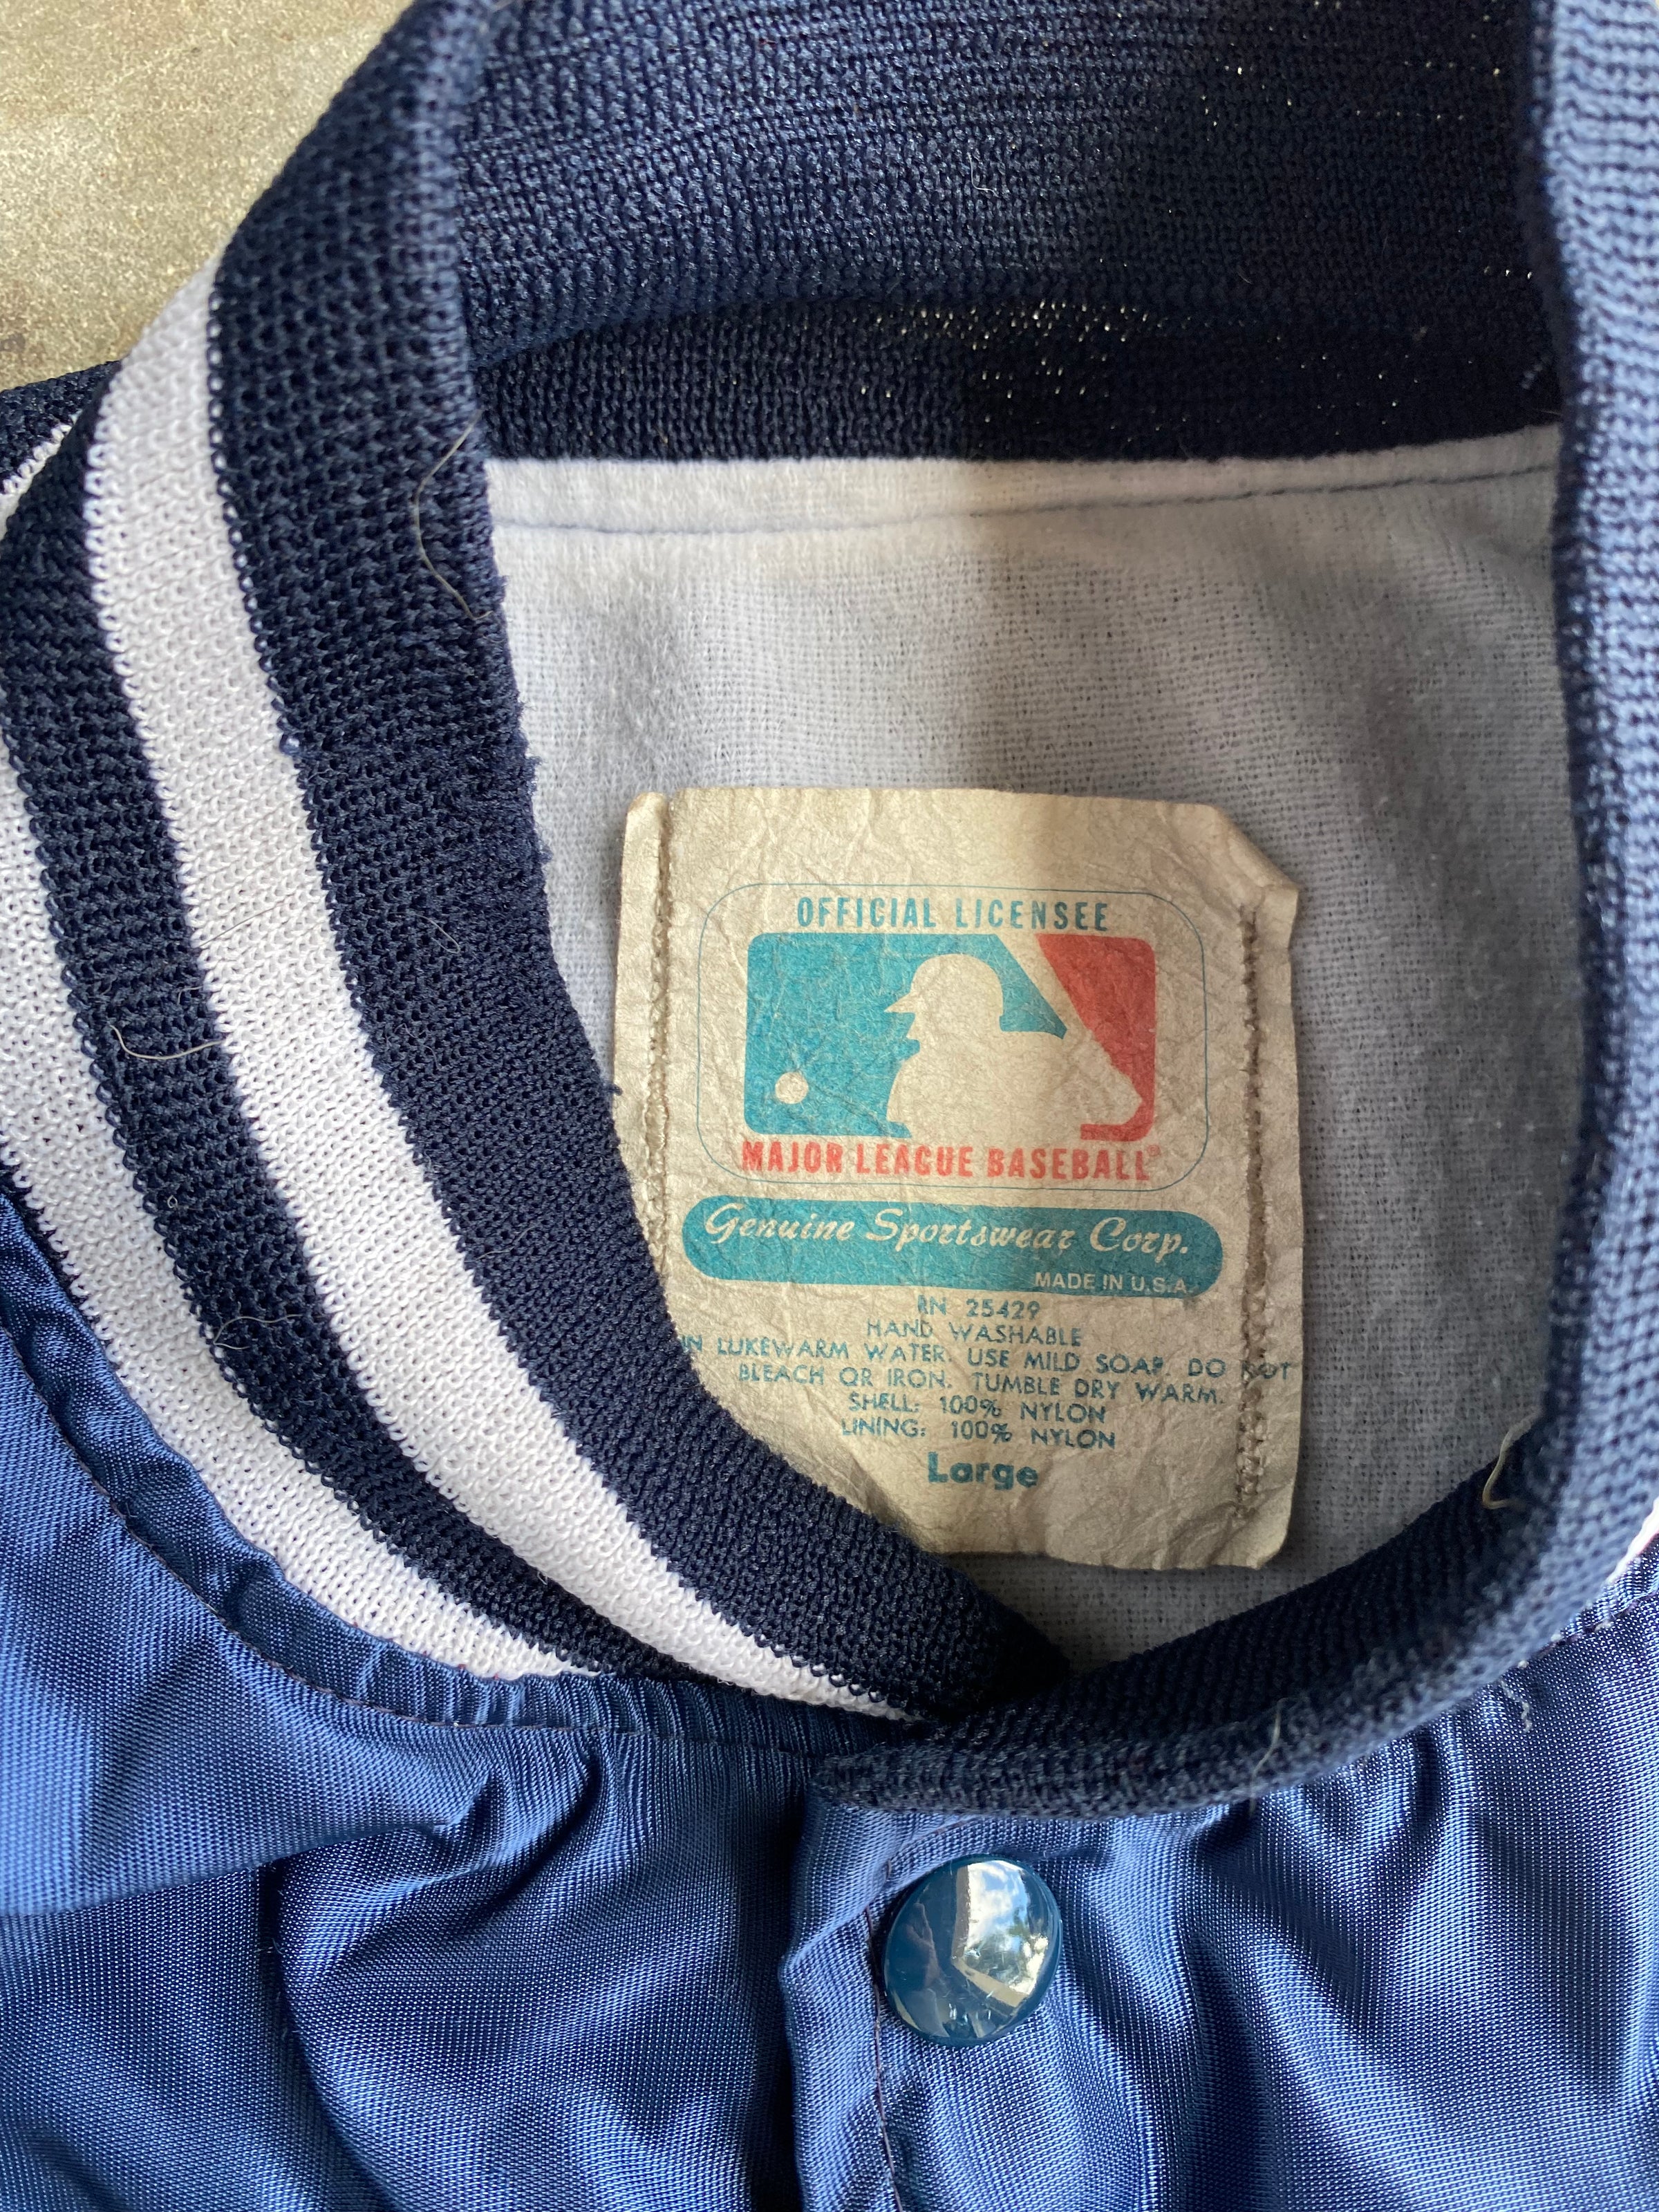 OFFICIAL LICENSEE
MAJOR LEAGUE BASEBALL™
Genuine Sportswear Corp.
MADE IN U.S.A.
RN 25429
HAND WASHABLE
IN LUKEWARM WATER. USE MILD SOAP. DO NOT
BLEACH OR IRON. TUMBLE DRY WARM.
SHELL: 100% NYLON
LINING: 100% NYLON
Large